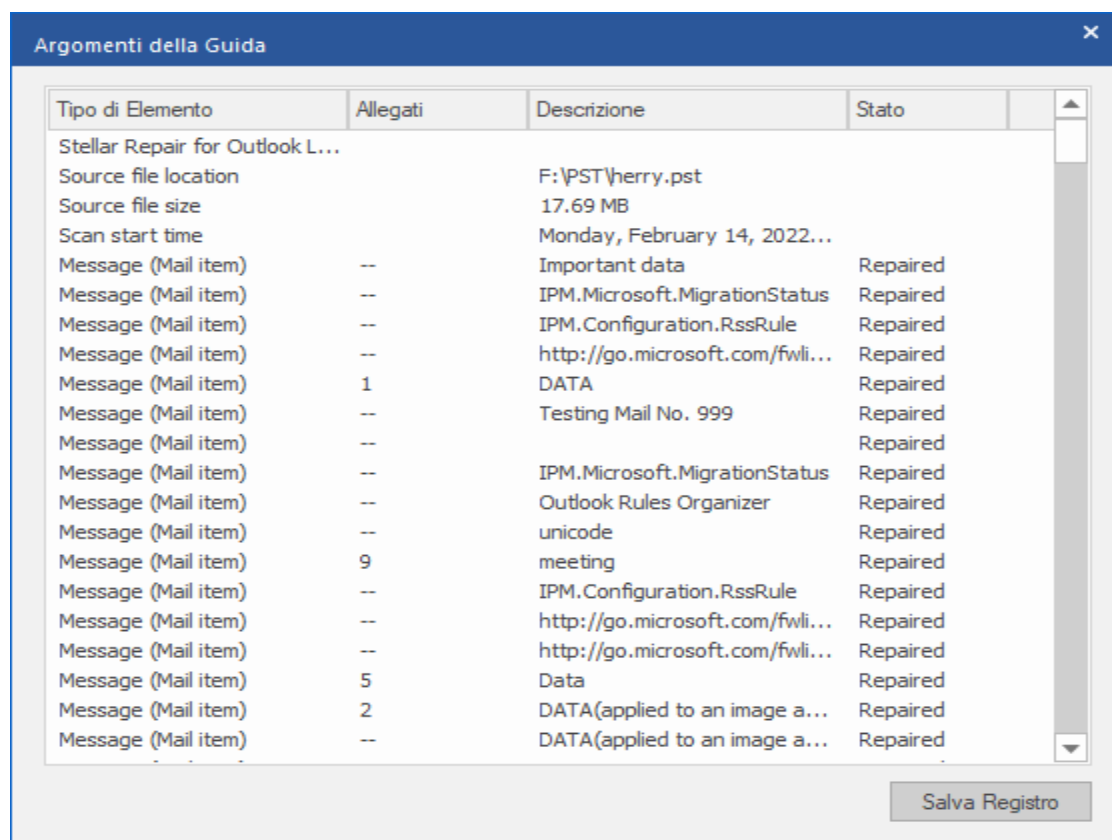 Argomenti della Guida
Tipo di Elemento Allegati Descrizione Stato
Stellar Repair for Outlook L...
Source file location F:\PST\herry.pst
Source file size 17.69 MB
Scan start time Monday, February 14, 2022...
Message (Mail item) -- Important data Repaired
Message (Mail item) -- IPM.Microsoft.MigrationStatus Repaired
Message (Mail item) -- IPM.Configuration.RssRule Repaired
Message (Mail item) -- http://go.microsoft.com/fwli... Repaired
Message (Mail item) 1 DATA Repaired
Message (Mail item) -- Testing Mail No. 999 Repaired
Message (Mail item) -- Repaired
Message (Mail item) -- IPM.Microsoft.MigrationStatus Repaired
Message (Mail item) -- Outlook Rules Organizer Repaired
Message (Mail item) -- unicode Repaired
Message (Mail item) 9 meeting Repaired
Message (Mail item) -- IPM.Configuration.RssRule Repaired
Message (Mail item) -- http://go.microsoft.com/fwli... Repaired
Message (Mail item) -- http://go.microsoft.com/fwli... Repaired
Message (Mail item) 5 Data Repaired
Message (Mail item) 2 DATA(applied to an image a... Repaired
Message (Mail item) -- DATA(applied to an image a... Repaired
Salva Registro